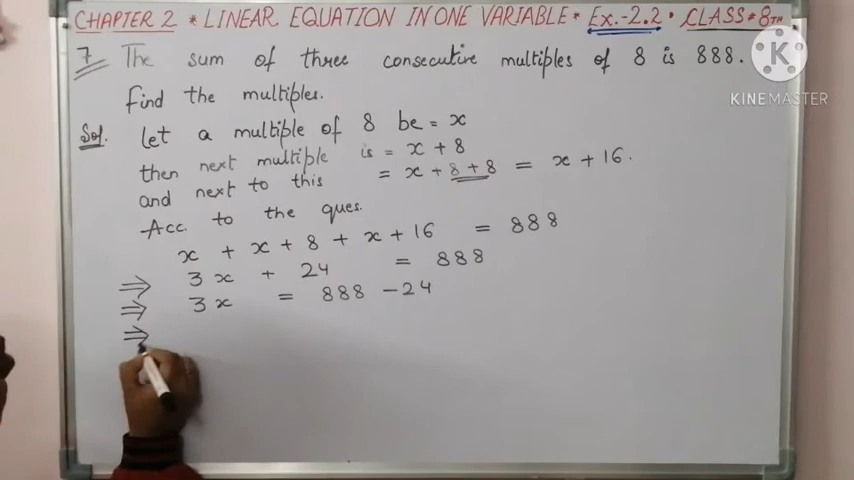 CHAPTER 2 * LINEAR EQUATION IN ONE VARIABLE * Ex.-2.2 • CLASS # 8TH
7 The sum of three consecutive multiples of 8 is 888.
find the multiples.
Sol. let a multiple of 8 be = x
then next multiple is = x + 8
and next to this = x + 8 + 8 = x + 16.
Acc. to the ques.
x + x + 8 + x + 16 = 888
⇒ 3x + 24 = 888
⇒ 3x = 888 - 24
⇒
K
KINEMASTER